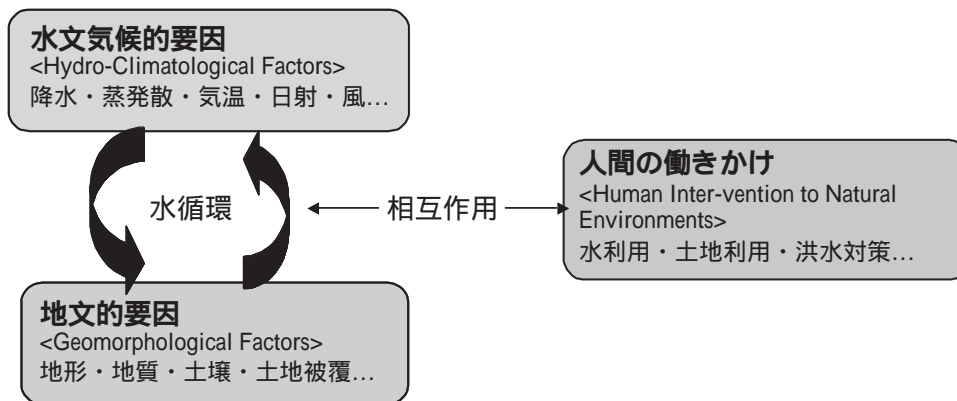 水文気候的要因
<Hydro-Climatological Factors>
降水・蒸発散・気温・日射・風…
水循環
相互作用
人間の働きかけ
<Human Inter-vention to Natural
Environments>
水利用・土地利用・洪水対策…
地文的要因
<Geomorphological Factors>
地形・地質・土壌・土地被覆…